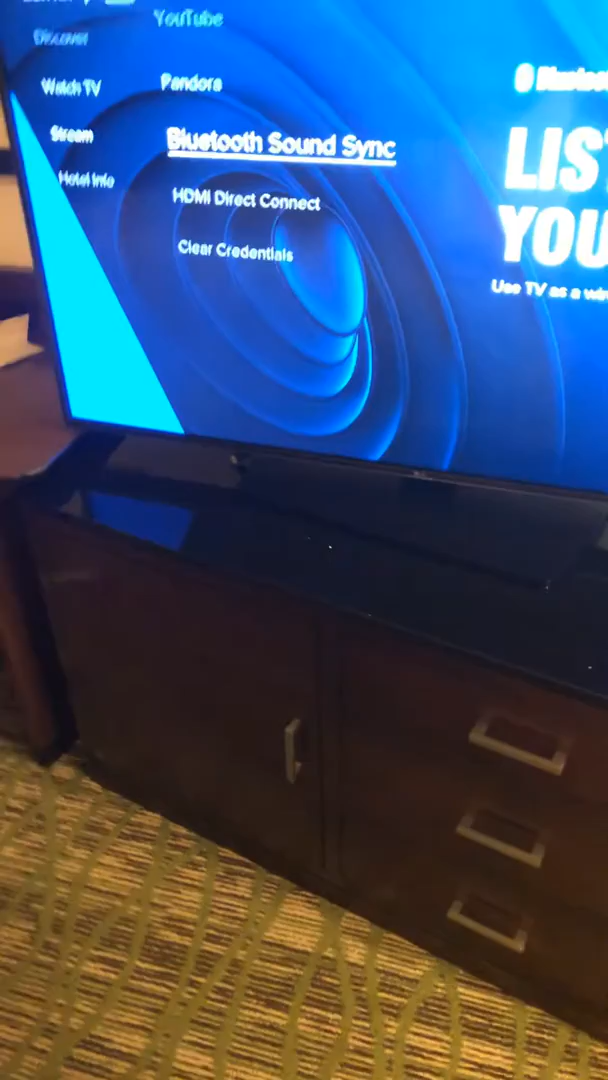 YouTube
Discover
Watch TV
Pandora
Stream
Bluetooth Sound Sync
Hotel Info
HDMI Direct Connect
Clear Credentials
LIS
YOU
Use TV as a